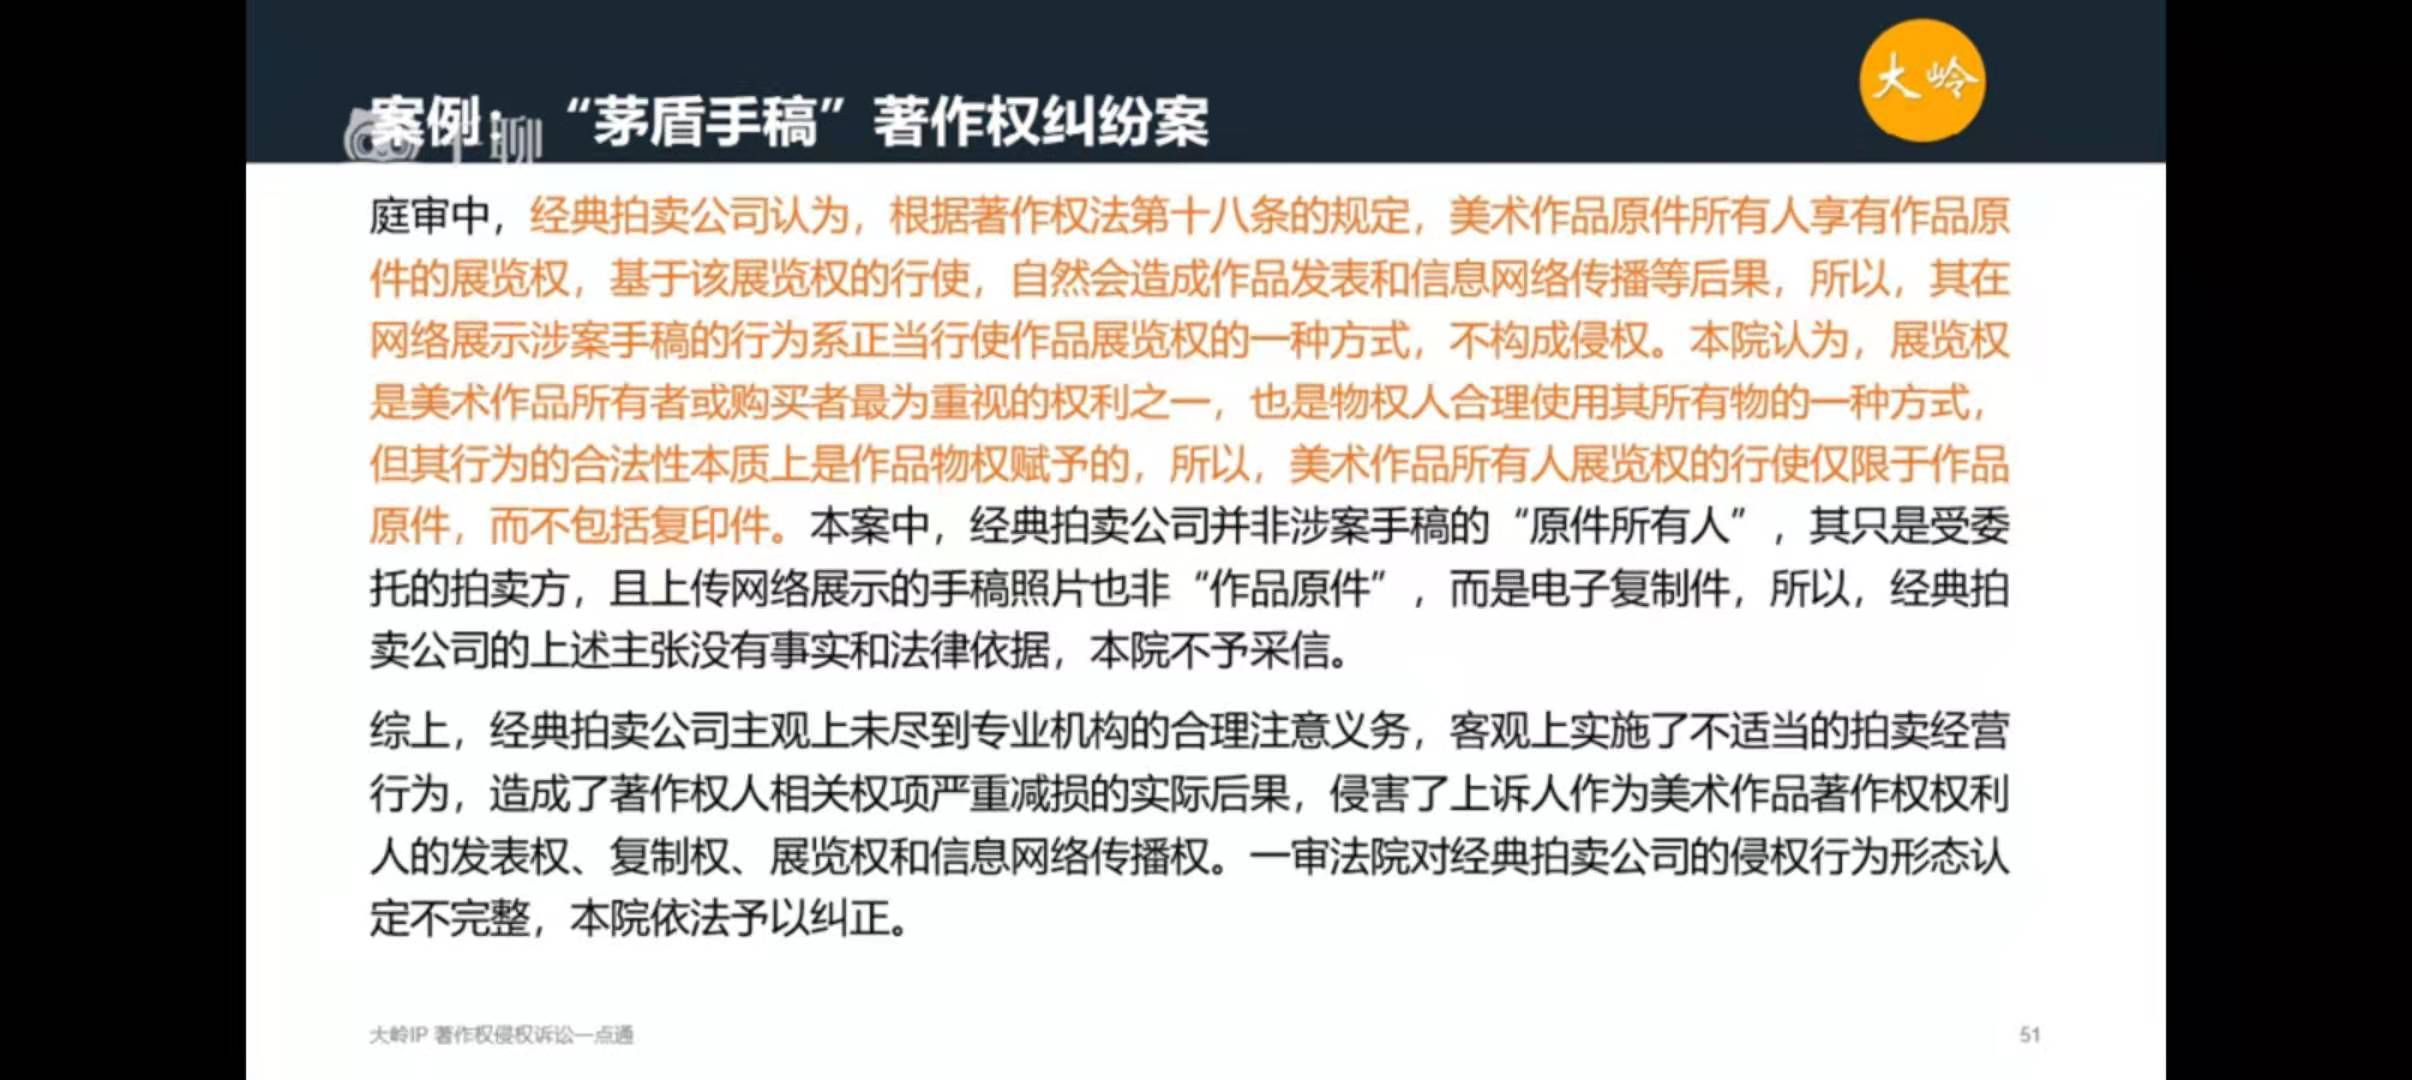 大岭
案例：“茅盾手稿”著作权纠纷案
聊
庭审中，经典拍卖公司认为，根据著作权法第十八条的规定，美术作品原件所有人享有作品原
件的展览权，基于该展览权的行使，自然会造成作品发表和信息网络传播等后果，所以，其在
网络展示涉案手稿的行为系正当行使作品展览权的一种方式，不构成侵权。本院认为，展览权
是美术作品所有者或购买者最为重视的权利之一，也是物权人合理使用其所有物的一种方式，
但其行为的合法性本质上是作品物权赋予的，所以，美术作品所有人展览权的行使仅限于作品
原件，而不包括复印件。本案中，经典拍卖公司并非涉案手稿的“原件所有人”，其只是受委
托的拍卖方，且上传网络展示的手稿照片也非“作品原件”，而是电子复制件，所以，经典拍
卖公司的上述主张没有事实和法律依据，本院不予采信。
综上，经典拍卖公司主观上未尽到专业机构的合理注意义务，客观上实施了不适当的拍卖经营
行为，造成了著作权人相关权项严重减损的实际后果，侵害了上诉人作为美术作品著作权权利
人的发表权、复制权、展览权和信息网络传播权。一审法院对经典拍卖公司的侵权行为形态认
定不完整，本院依法予以纠正。
大岭IP 著作权侵权诉讼一点通
51